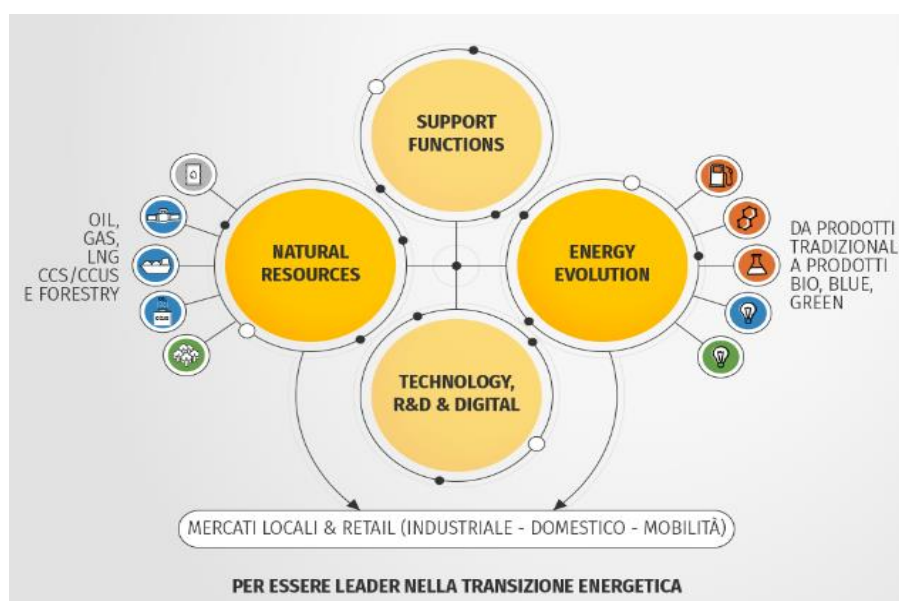 SUPPORT
FUNCTIONS
OIL,
GAS,
LNG
CCS/CCUS
E FORESTRY
NATURAL
RESOURCES
ENERGY
EVOLUTION
DA PRODOTTI
TRADIZIONAL
A PRODOTTI
BIO, BLUE,
GREEN
TECHNOLOGY,
R&D & DIGITAL
MERCATI LOCALI & RETAIL (INDUSTRIALE - DOMESTICO - MOBILITÀ)
PER ESSERE LEADER NELLA TRANSIZIONE ENERGETICA